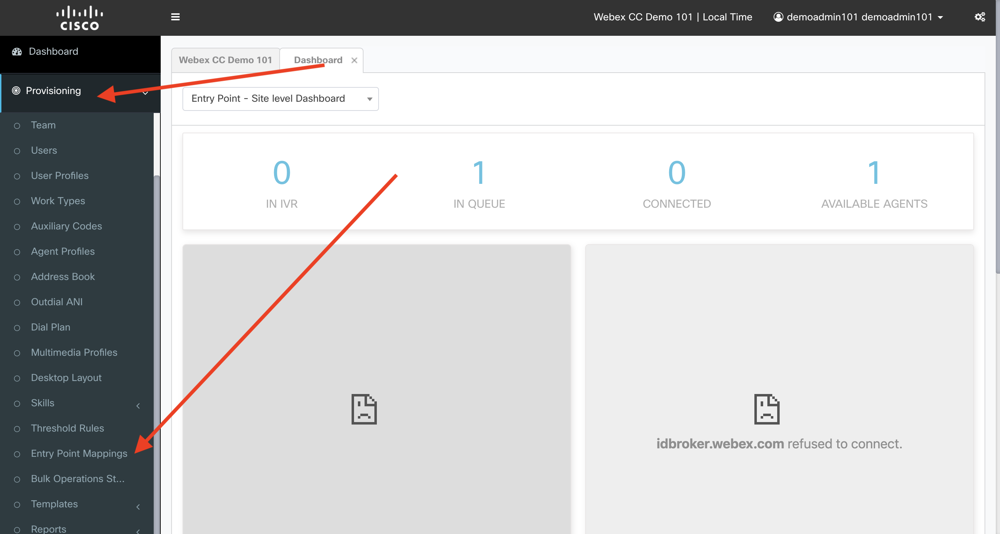 CISCO
Webex CC Demo 101 | Local Time
demoadmin101 demoadmin101
Dashboard
Provisioning
Team
Users
User Profiles
Work Types
Auxiliary Codes
Agent Profiles
Address Book
Outdial ANI
Dial Plan
Multimedia Profiles
Desktop Layout
Skills
Threshold Rules
Entry Point Mappings
Bulk Operations St...
Templates
Reports
Webex CC Demo 101
Dashboard
Entry Point - Site level Dashboard
0
IN IVR
1
IN QUEUE
0
CONNECTED
1
AVAILABLE AGENTS
idbroker.webex.com refused to connect.